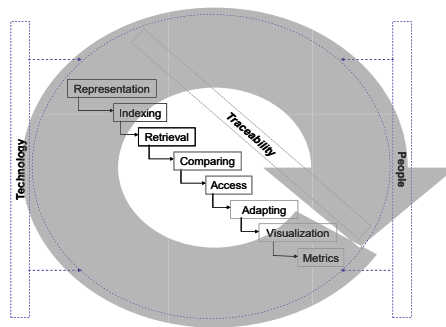 Representation
Indexing
Retrieval
Comparing
Access
Adapting
Visualization
Metrics
Traceability
Technology
People